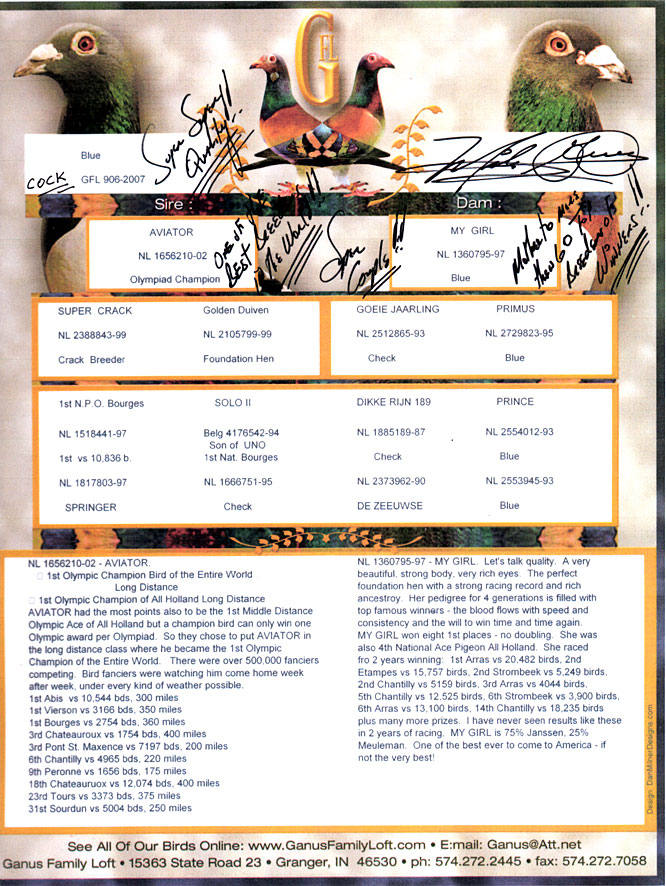 G
FL
Super Super!!
Quality!!
Blue
COCK
GFL 906-2007
Sire :
Dam :
AVIATOR
NL 1656210-02
Olympiad Champion
ONE OF THE
BEST Breeders
in The World!!
Super
Couple!!
MY GIRL
NL 1360795-97
Blue
Mother to more
then 60 top
Breeders OF
Winners!!
SUPER CRACK
NL 2388843-99
Crack Breeder
Golden Duiven
NL 2105799-99
Foundation Hen
GOEIE JAARLING
NL 2512865-93
Check
PRIMUS
NL 2729823-95
Blue
1st N.P.O. Bourges
NL 1518441-97
1st vs 10,836 b.
NL 1817803-97
SPRINGER
SOLO II
Belg 4176542-94
Son of UNO
1st Nat. Bourges
NL 1666751-95
Check
DIKKE RIJN 189
NL 1885189-87
Check
NL 2373962-90
DE ZEEUWSE
PRINCE
NL 2554012-93
Blue
NL 2553945-93
Blue
NL 1656210-02 - AVIATOR.
1st Olympic Champion Bird of the Entire World
Long Distance
1st Olympic Champion of All Holland Long Distance
AVIATOR had the most points also to be the 1st Middle Distance
Olympic Ace of All Holland but a champion bird can only win one
Olympic award per Olympiad. So they chose to put AVIATOR in
the long distance class where he became the 1st Olympic
Champion of the Entire World. There were over 500,000 fanciers
competing. Bird fanciers were watching him come home week
after week, under every kind of weather possible.
1st Abis vs 10,544 bds, 300 miles
1st Vierson vs 3166 bds, 350 miles
1st Bourges vs 2754 bds, 360 miles
3rd Chateauroux vs 1754 bds, 400 miles
3rd Pont St. Maxence vs 7197 bds, 200 miles
6th Chantilly vs 4965 bds, 220 miles
9th Peronne vs 1656 bds, 175 miles
18th Chateauruox vs 12,074 bds, 400 miles
23rd Tours vs 3373 bds, 375 miles
31st Sourdun vs 5004 bds, 250 miles
NL 1360795-97 - MY GIRL. Let's talk quality. A very
beautiful, strong body, very rich eyes. The perfect
foundation hen with a strong racing record and rich
ancestroy. Her pedigree for 4 generations is filled with
top famous winners - the blood flows with speed and
consistency and the will to win time and time again.
MY GIRL won eight 1st places - no doubling. She was
also 4th National Ace Pigeon All Holland. She raced
fro 2 years winning: 1st Arras vs 20,482 birds, 2nd
Etampes vs 15,757 birds, 2nd Strombeek vs 5,249 birds,
2nd Chantilly vs 5159 birds, 3rd Arras vs 4044 birds,
5th Chantilly vs 12,525 birds, 6th Strombeek vs 3,900 birds,
6th Arras vs 13,100 birds, 14th Chantilly vs 18,235 birds
plus many more prizes. I have never seen results like these
in 2 years of racing. MY GIRL is 75% Janssen, 25%
Meuleman. One of the best ever to come to America - if
not the very best!
Design DanMilnerDesigns.com
See All Of Our Birds Online: www.GanusFamilyLoft.com • E:mail: Ganus@Att.net
Ganus Family Loft • 15363 State Road 23 • Granger, IN 46530 • ph: 574.272.2445 • fax: 574.272.7058